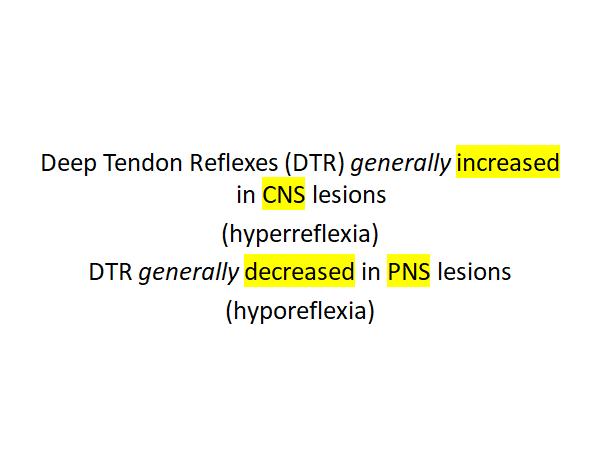 Deep Tendon Reflexes (DTR) generally increased
in CNS lesions
(hyperreflexia)
DTR generally decreased in PNS lesions
(hyporeflexia)